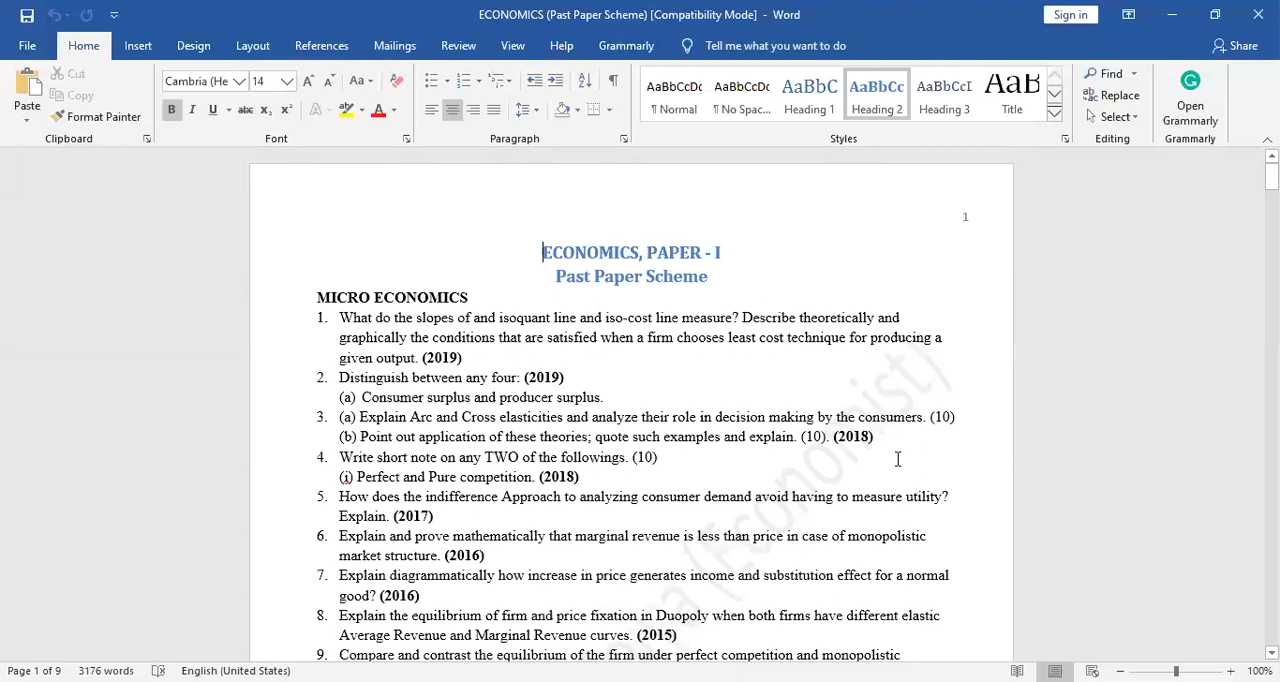 ECONOMICS (Past Paper Scheme) [Compatibility Mode] - Word
Sign in
File Home Insert Design Layout References Mailings Review View Help Grammarly Tell me what you want to do Share
Paste
Cut
Copy
Format Painter
Clipboard
Cambria (He 14
Aa
B I U abc x₂ x² A ab A
Font
Paragraph
AaBbCcDc AaBbCcDc AaBbC AaBbCc AaBbCcI AaB
¶ Normal ¶ No Spac... Heading 1 Heading 2 Heading 3 Title
Styles
Find
Replace
Select
Editing
Open
Grammarly
Grammarly
1
ECONOMICS, PAPER - I
Past Paper Scheme
MICRO ECONOMICS
1. What do the slopes of and isoquant line and iso-cost line measure? Describe theoretically and
graphically the conditions that are satisfied when a firm chooses least cost technique for producing a
given output. (2019)
2. Distinguish between any four: (2019)
(a) Consumer surplus and producer surplus.
3. (a) Explain Arc and Cross elasticities and analyze their role in decision making by the consumers. (10)
(b) Point out application of these theories; quote such examples and explain. (10). (2018)
4. Write short note on any TWO of the followings. (10)
(i) Perfect and Pure competition. (2018)
5. How does the indifference Approach to analyzing consumer demand avoid having to measure utility?
Explain. (2017)
6. Explain and prove mathematically that marginal revenue is less than price in case of monopolistic
market structure. (2016)
7. Explain diagrammatically how increase in price generates income and substitution effect for a normal
good? (2016)
8. Explain the equilibrium of firm and price fixation in Duopoly when both firms have different elastic
Average Revenue and Marginal Revenue curves. (2015)
9. Compare and contrast the equilibrium of the firm under perfect competition and monopolistic
(Economist)
Page 1 of 9 3176 words English (United States) 100%